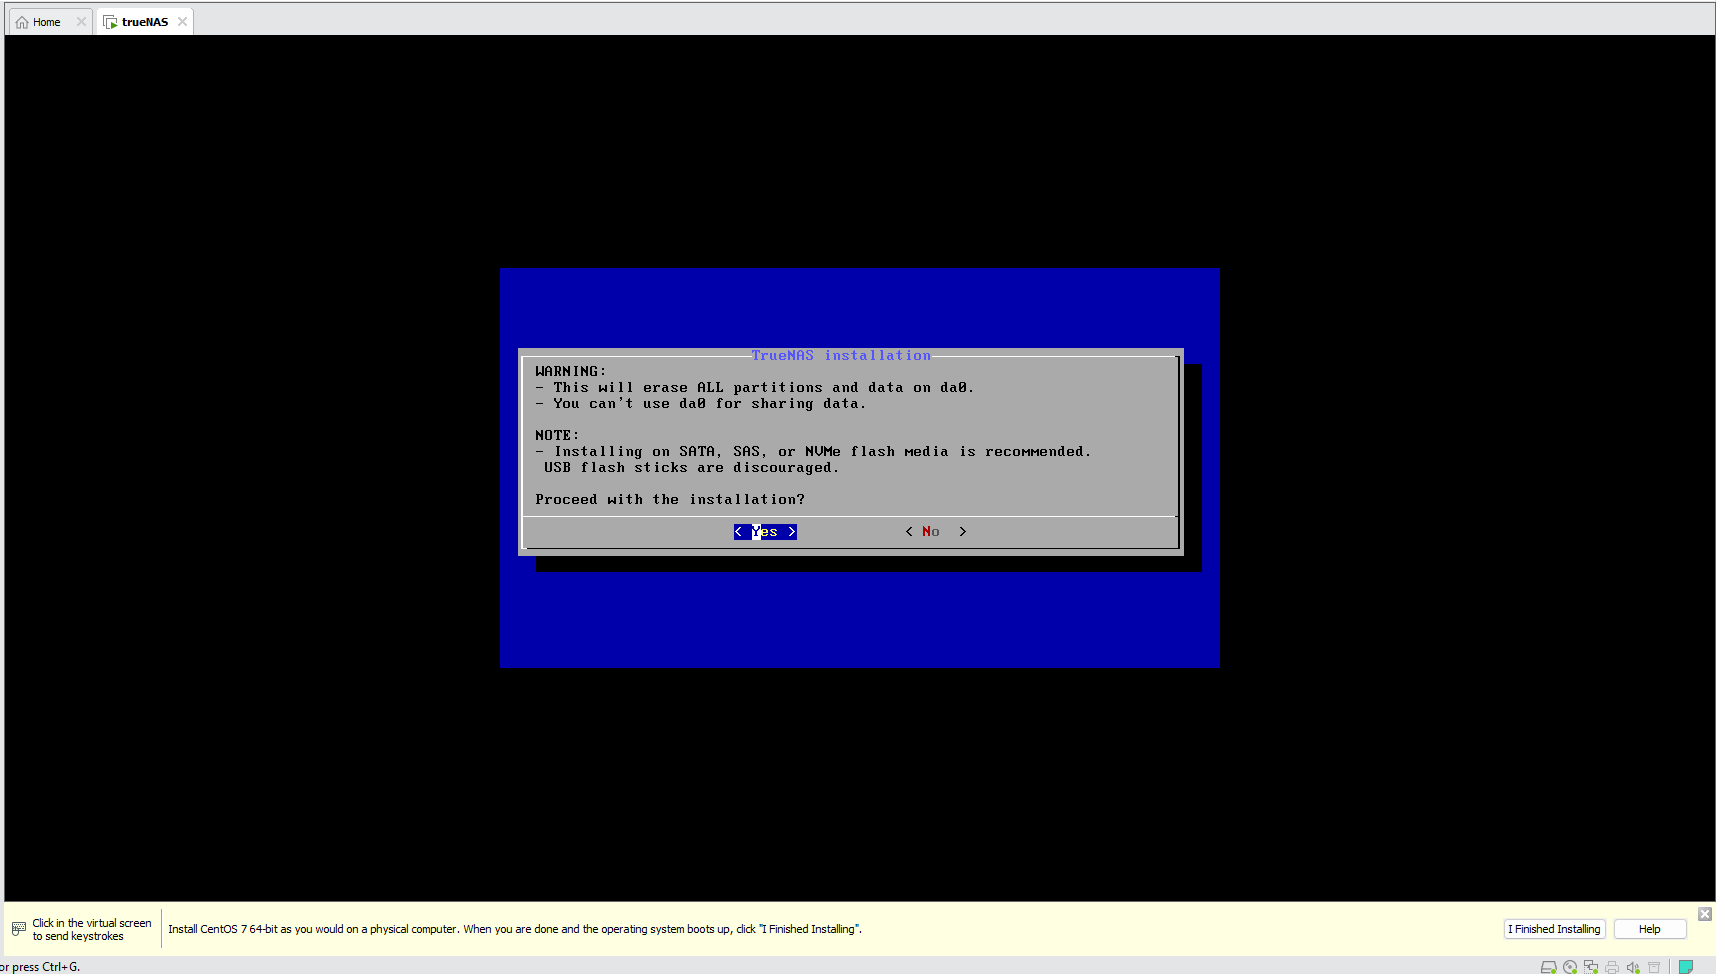 Home
trueNAS
TrueNAS installation
WARNING:
- This will erase ALL partitions and data on da0.
- You can't use da0 for sharing data.
NOTE:
- Installing on SATA, SAS, or NVMe flash media is recommended.
USB flash sticks are discouraged.
Proceed with the installation?
< Yes > < No >
Click in the virtual screen
to send keystrokes
Install CentOS 7 64-bit as you would on a physical computer. When you are done and the operating system boots up, click "I Finished Installing".
I Finished Installing
Help
or press Ctrl+G.